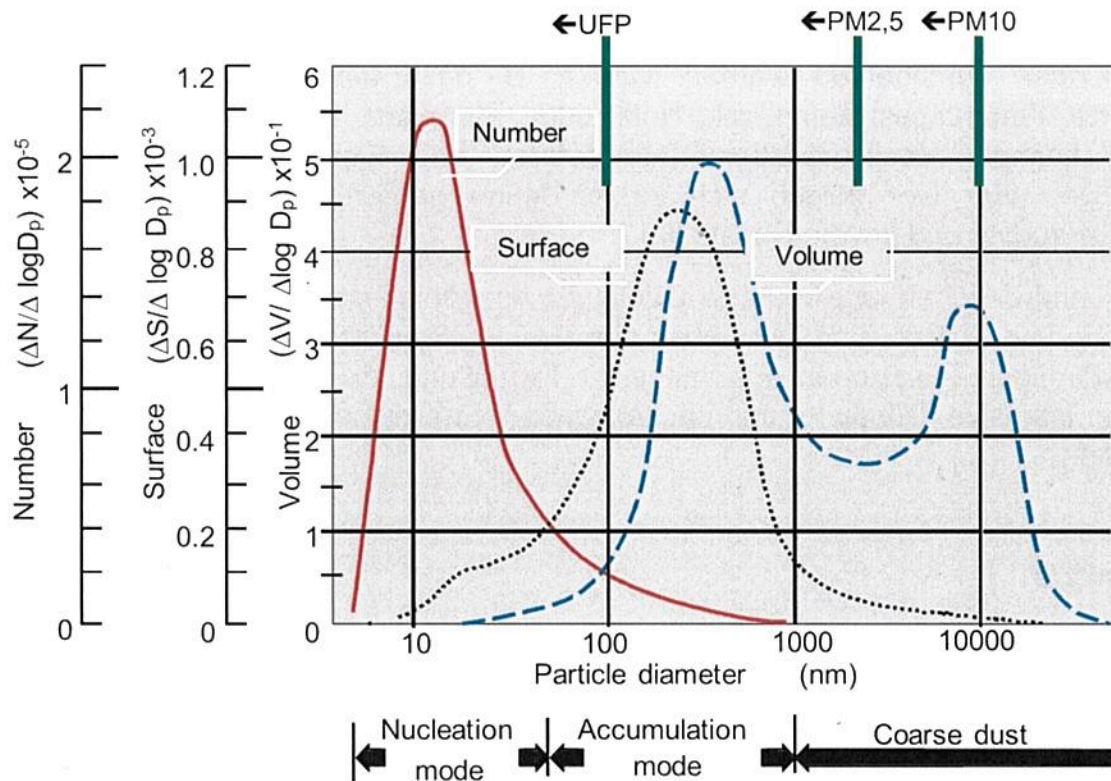 ←UFP
←PM2,5
←PM10
Number (ΔN/Δ logDp) x10-5
2
1
0
Surface (ΔS/Δ log Dp) x10-3
1.2
1.0
0.8
0.6
0.4
0.2
0
Volume (ΔV/ Δlog Dp) x10-1
6
5
4
3
2
1
0
Number
Surface
Volume
10
100
1000
10000
Particle diameter (nm)
Nucleation
mode
Accumulation
mode
Coarse dust